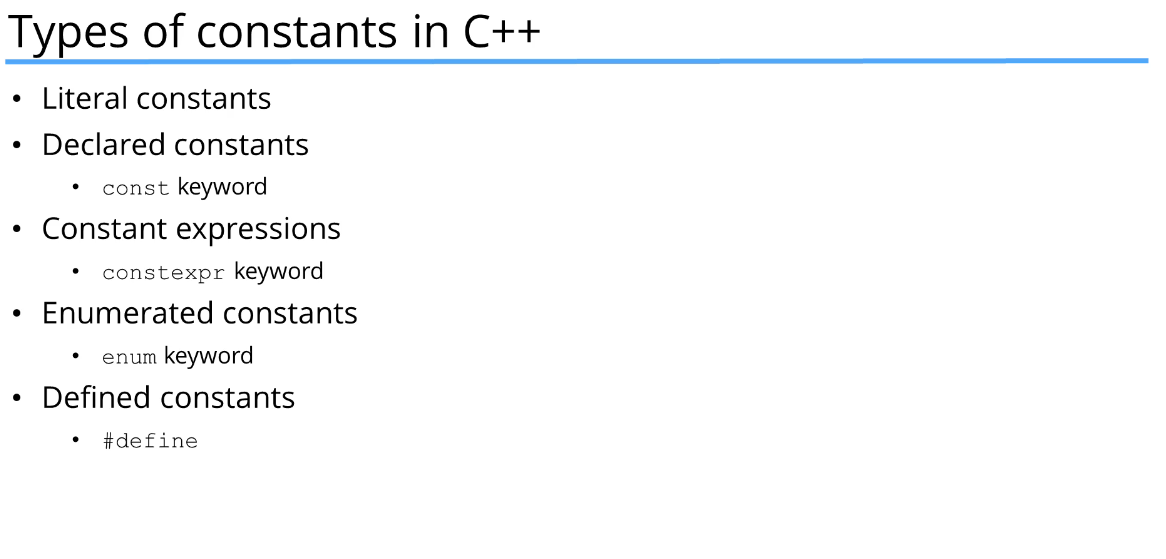 Types of constants in C++
• Literal constants
• Declared constants
• const keyword
• Constant expressions
• constexpr keyword
• Enumerated constants
• enum keyword
• Defined constants
• #define